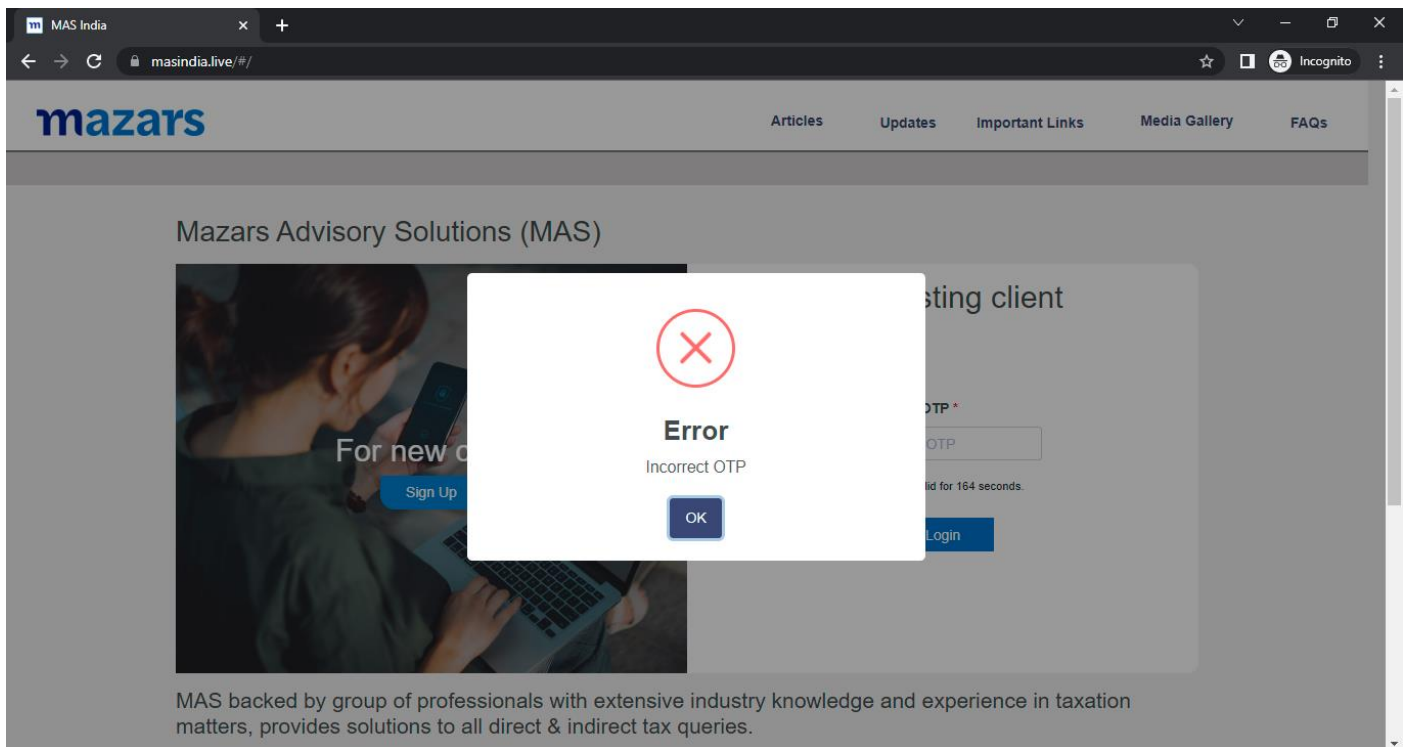 m MAS India
masindia.live/#/
Incognito
mazars
Articles Updates Important Links Media Gallery FAQs
Mazars Advisory Solutions (MAS)
sting client
Error
Incorrect OTP
OK
For new c
Sign Up
OTP *
OTP
lid for 164 seconds.
Login
MAS backed by group of professionals with extensive industry knowledge and experience in taxation
matters, provides solutions to all direct & indirect tax queries.